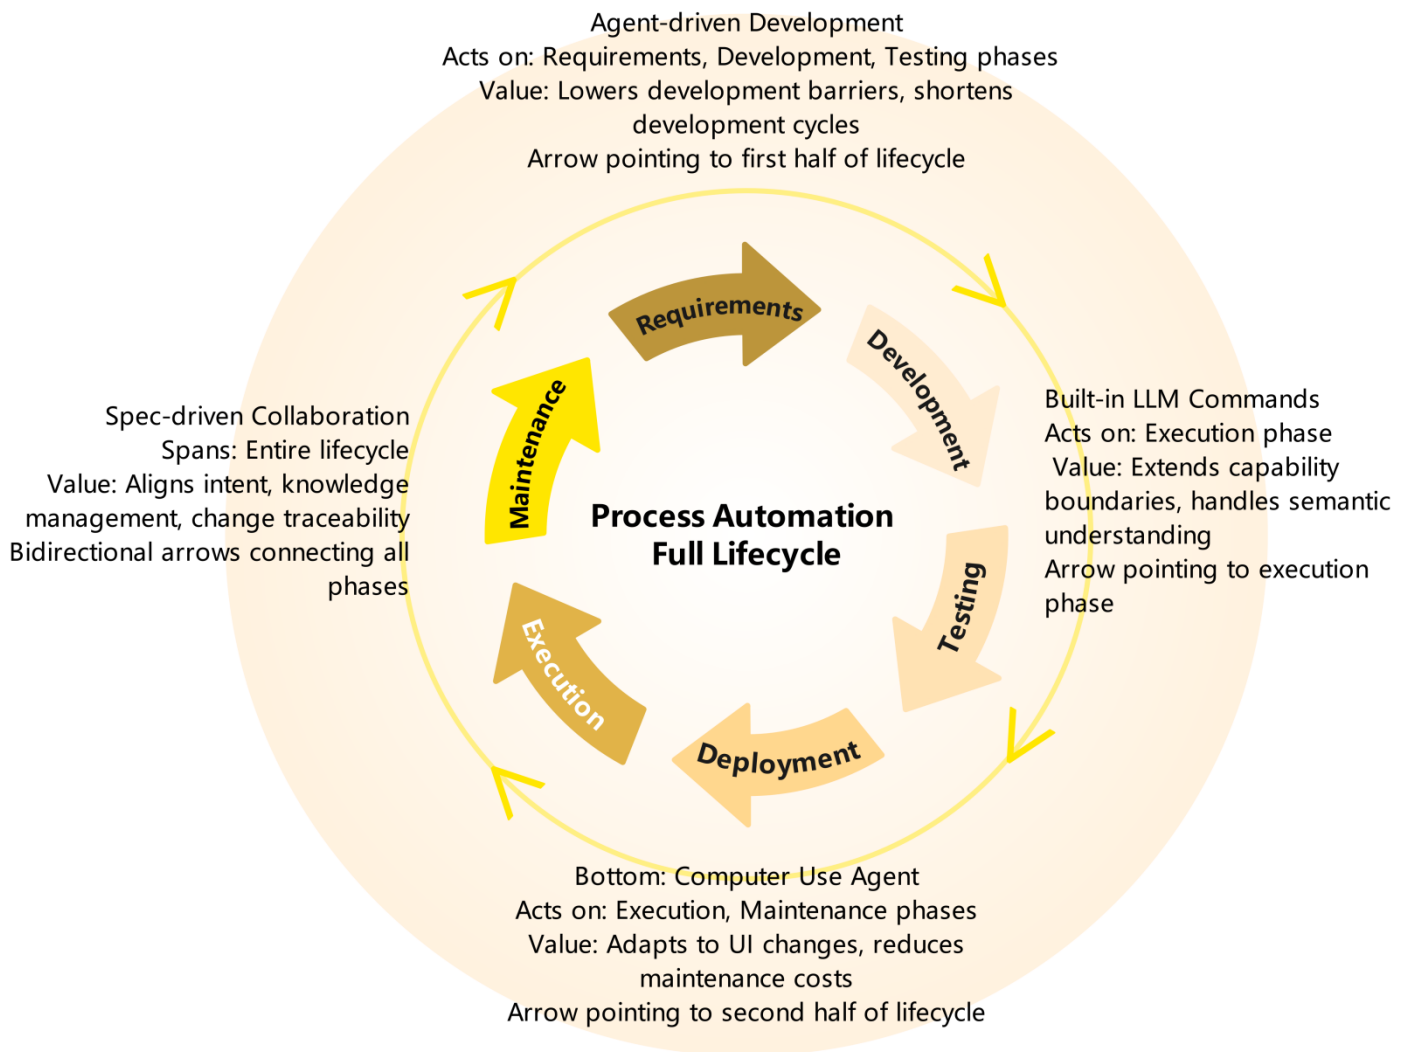 Agent-driven Development
Acts on: Requirements, Development, Testing phases
Value: Lowers development barriers, shortens
development cycles
Arrow pointing to first half of lifecycle
Requirements
Development
Testing
Deployment
Execution
Maintenance
Process Automation
Full Lifecycle
Spec-driven Collaboration
Spans: Entire lifecycle
Value: Aligns intent, knowledge
management, change traceability
Bidirectional arrows connecting all
phases
Built-in LLM Commands
Acts on: Execution phase
Value: Extends capability
boundaries, handles semantic
understanding
Arrow pointing to execution
phase
Bottom: Computer Use Agent
Acts on: Execution, Maintenance phases
Value: Adapts to UI changes, reduces
maintenance costs
Arrow pointing to second half of lifecycle